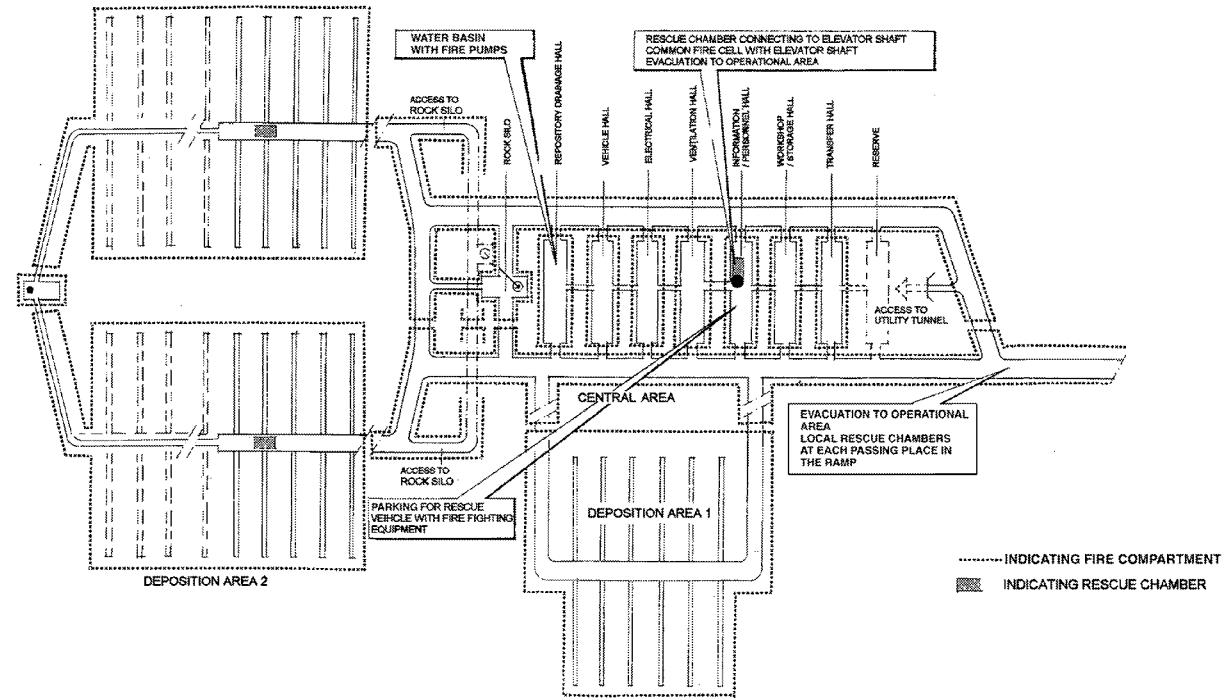 WATER BASIN
WITH FIRE PUMPS
RESCUE CHAMBER CONNECTING TO ELEVATOR SHAFT
COMMON FIRE CELL WITH ELEVATOR SHAFT
EVACUATION TO OPERATIONAL AREA
ACCESS TO
ROCK SILO
ROCK SILO
REPOSITORY DRAINAGE HALL
VEHICLE HALL
ELECTRICAL HALL
VENTILATION HALL
INFORMATION
/ PERSONNEL HALL
WORKSHOP
/ STORAGE HALL
TRANSFER HALL
RESERVE
ACCESS TO
UTILITY TUNNEL
CENTRAL AREA
EVACUATION TO OPERATIONAL
AREA
LOCAL RESCUE CHAMBERS
AT EACH PASSING PLACE IN
THE RAMP
ACCESS TO
ROCK SILO
PARKING FOR RESCUE
VEIHCLE WITH FIRE FIGHTING
EQUIPMENT
DEPOSITION AREA 1
DEPOSITION AREA 2
INDICATING FIRE COMPARTMENT
INDICATING RESCUE CHAMBER